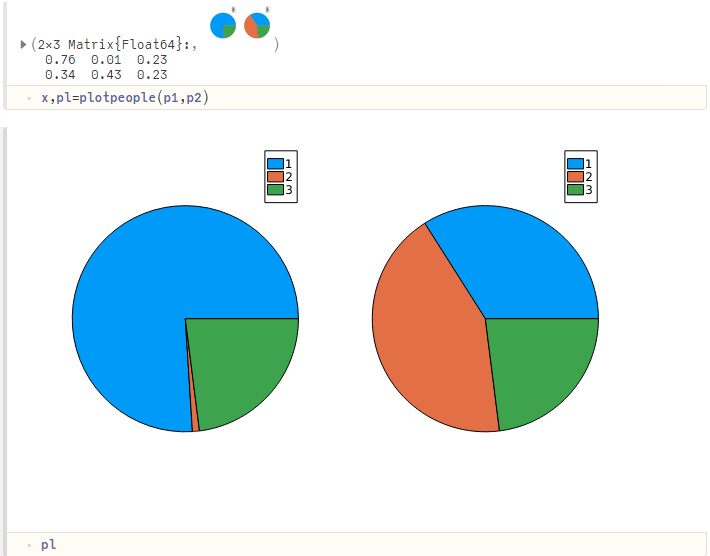 (2×3 Matrix{Float64}:, )
0.76 0.01 0.23
0.34 0.43 0.23
x,pl=plotpeople(p1,p2)
1
2
3
1
2
3
pl